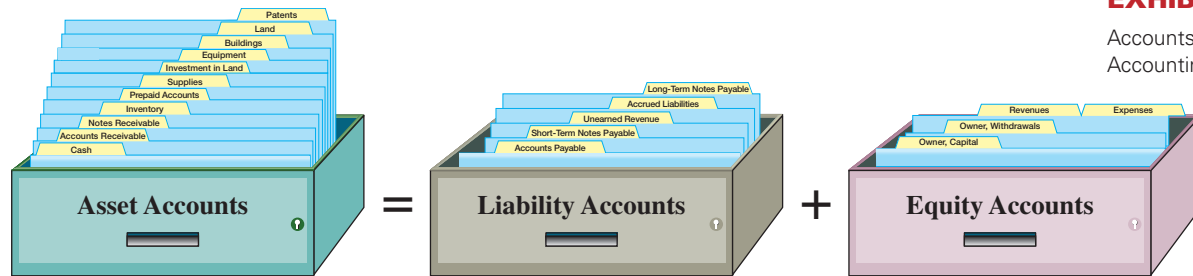 Patents
Land
Buildings
Equipment
Investment in Land
Supplies
Prepaid Accounts
Inventory
Notes Receivable
Accounts Receivable
Cash
Asset Accounts
=
Long-Term Notes Payable
Accrued Liabilities
Unearned Revenue
Short-Term Notes Payable
Accounts Payable
Liability Accounts
+
Revenues Expenses
Owner, Withdrawals
Owner, Capital
Equity Accounts
Accounts
Accountin